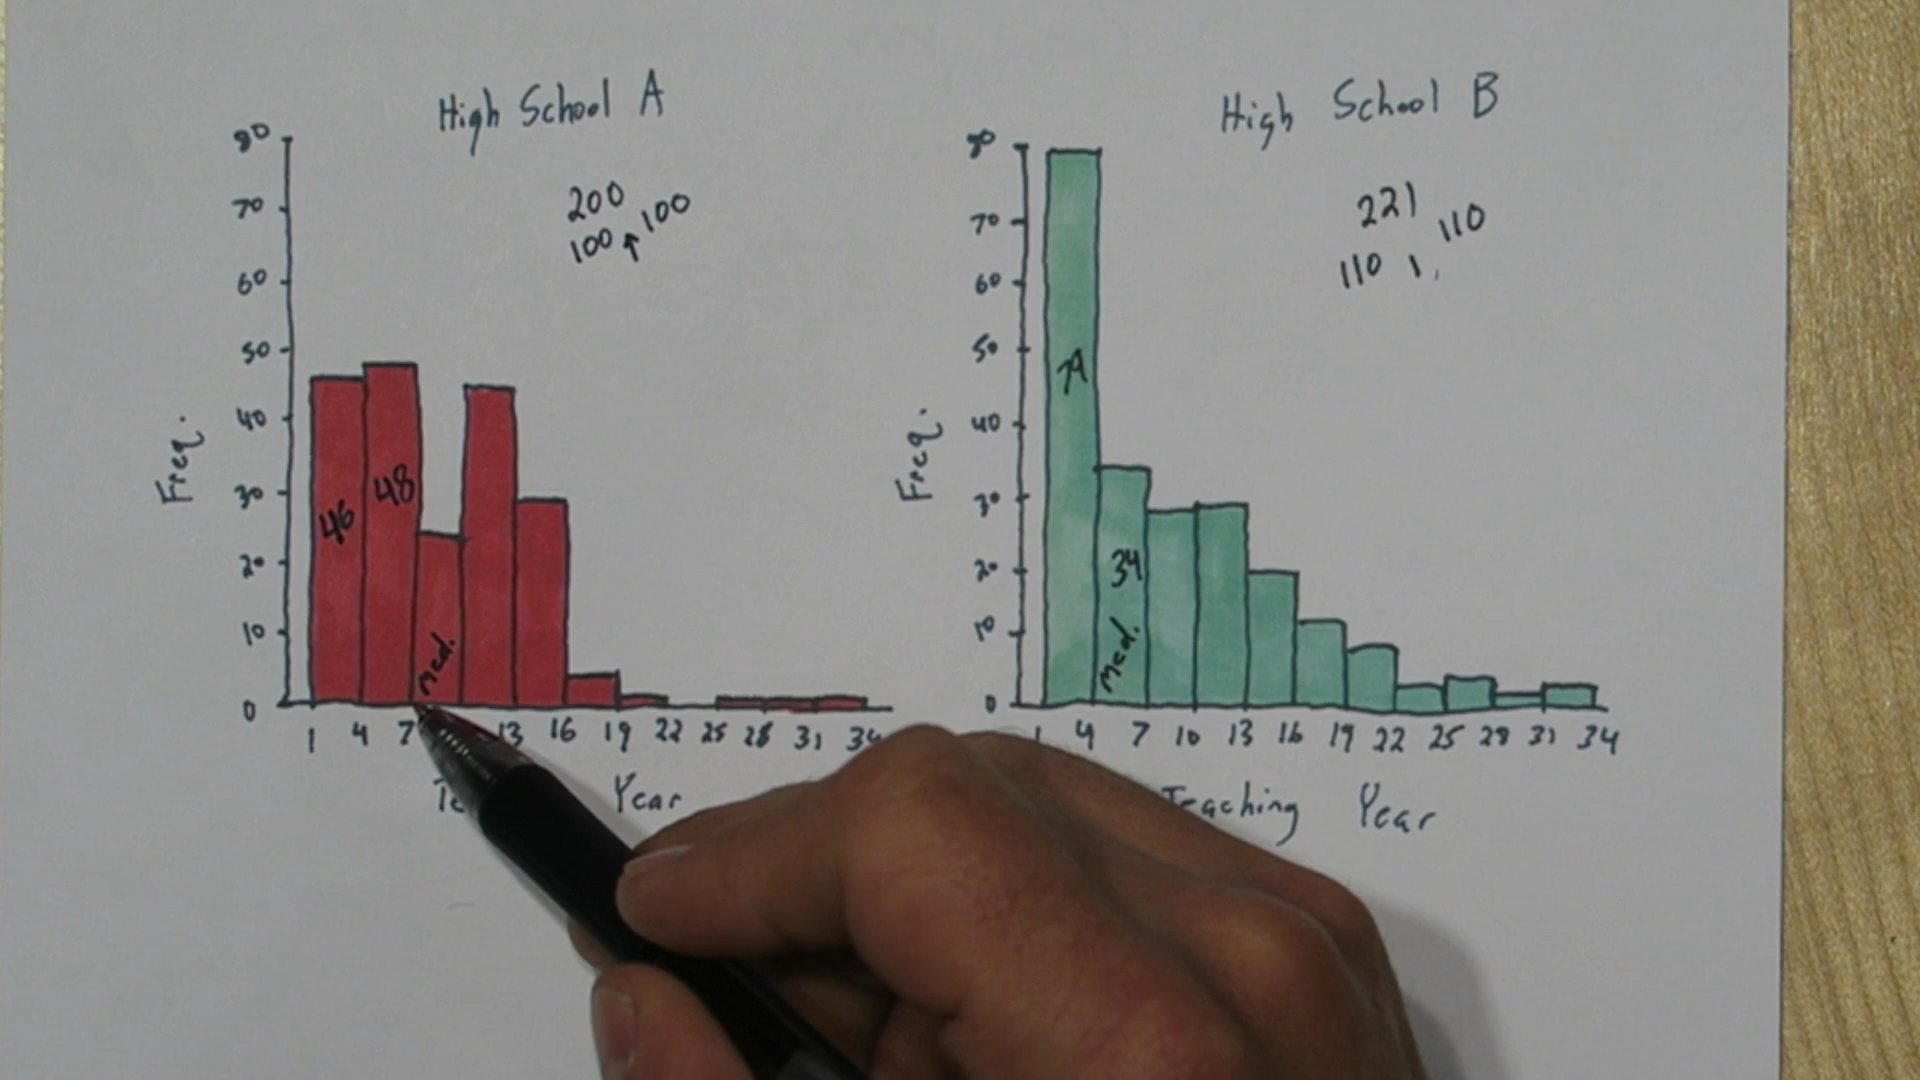 High School A
80
70
60
50
40
30
20
10
0
Freq.
200
100 ↑ 100
46
48
med.
1 4 7 13 16 19 22 25 28 31 34
Year
High School B
80
70
60
50
40
30
20
10
0
Freq.
221
110 1, 110
79
34
med.
1 4 7 10 13 16 19 22 25 28 31 34
Teaching Year